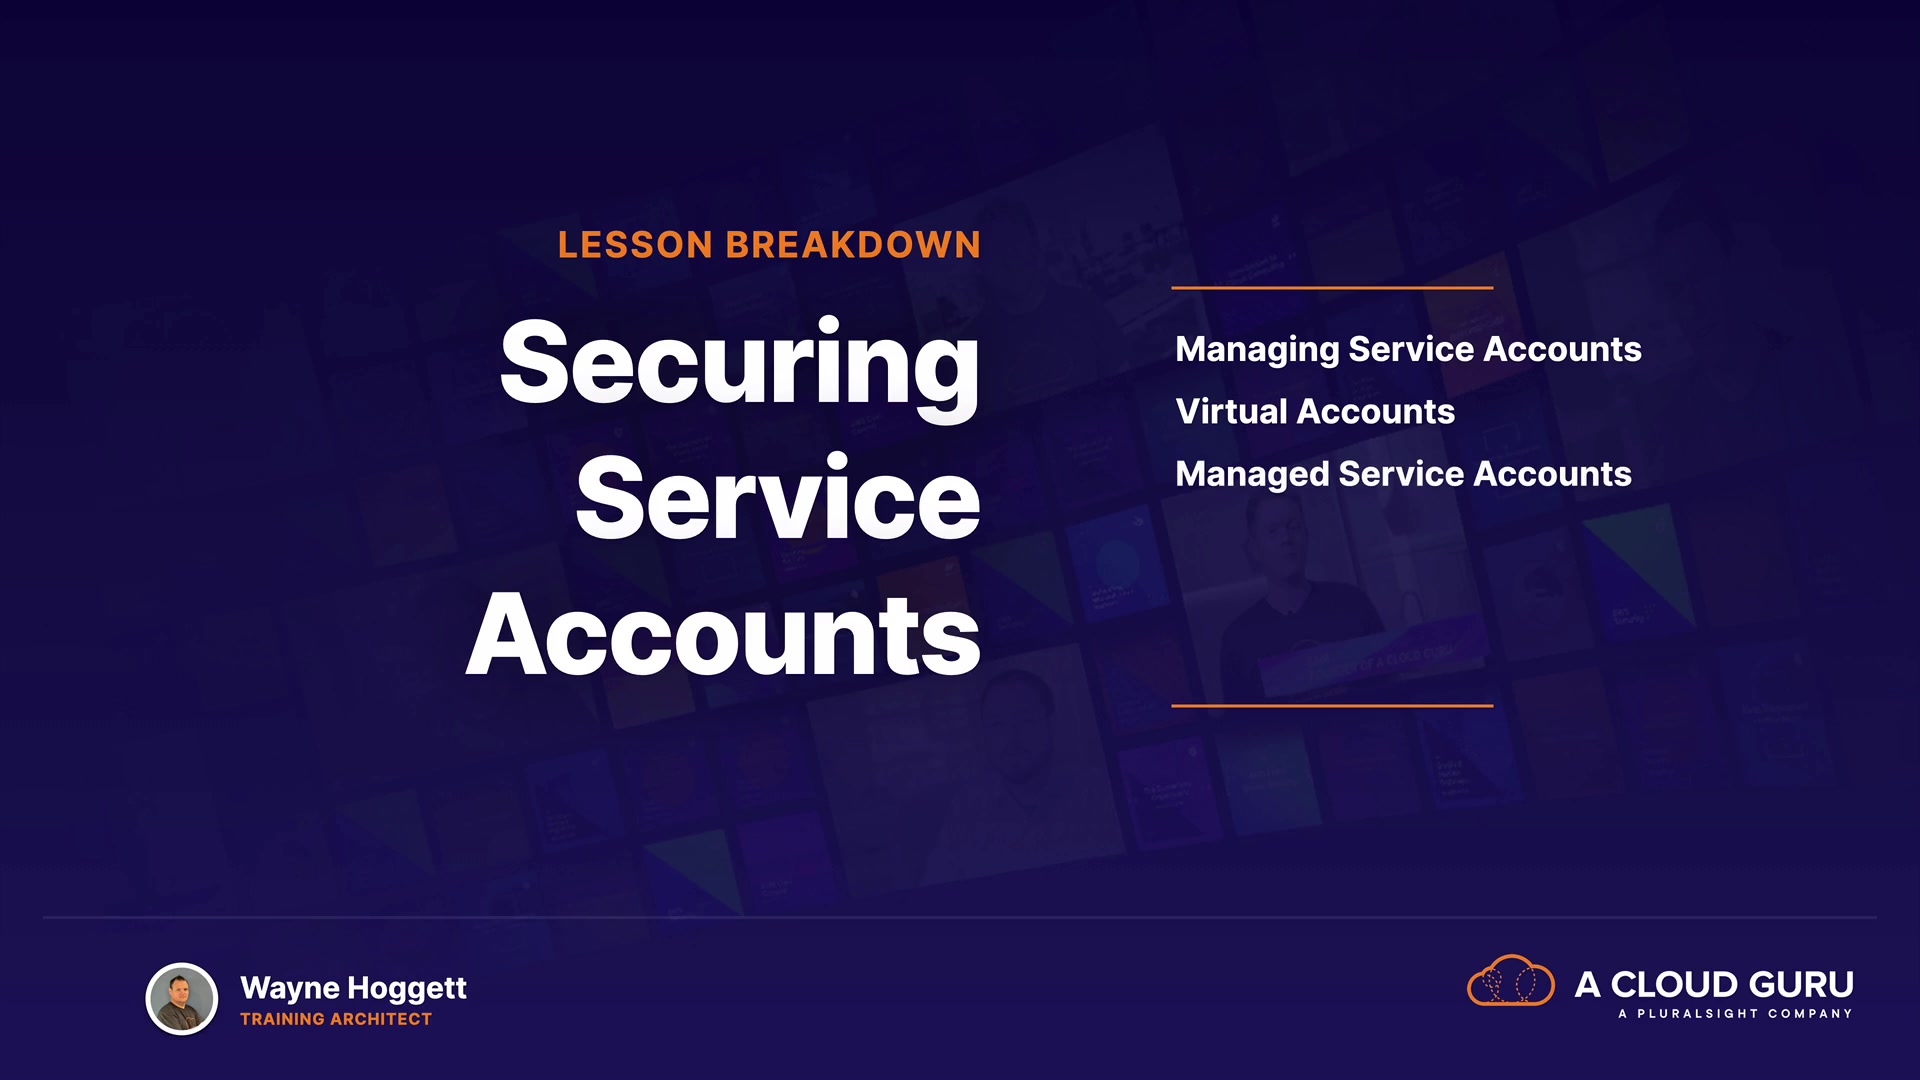 LESSON BREAKDOWN
Securing
Service
Accounts
Managing Service Accounts
Virtual Accounts
Managed Service Accounts
Wayne Hoggett
TRAINING ARCHITECT
A CLOUD GURU
A PLURALSIGHT COMPANY